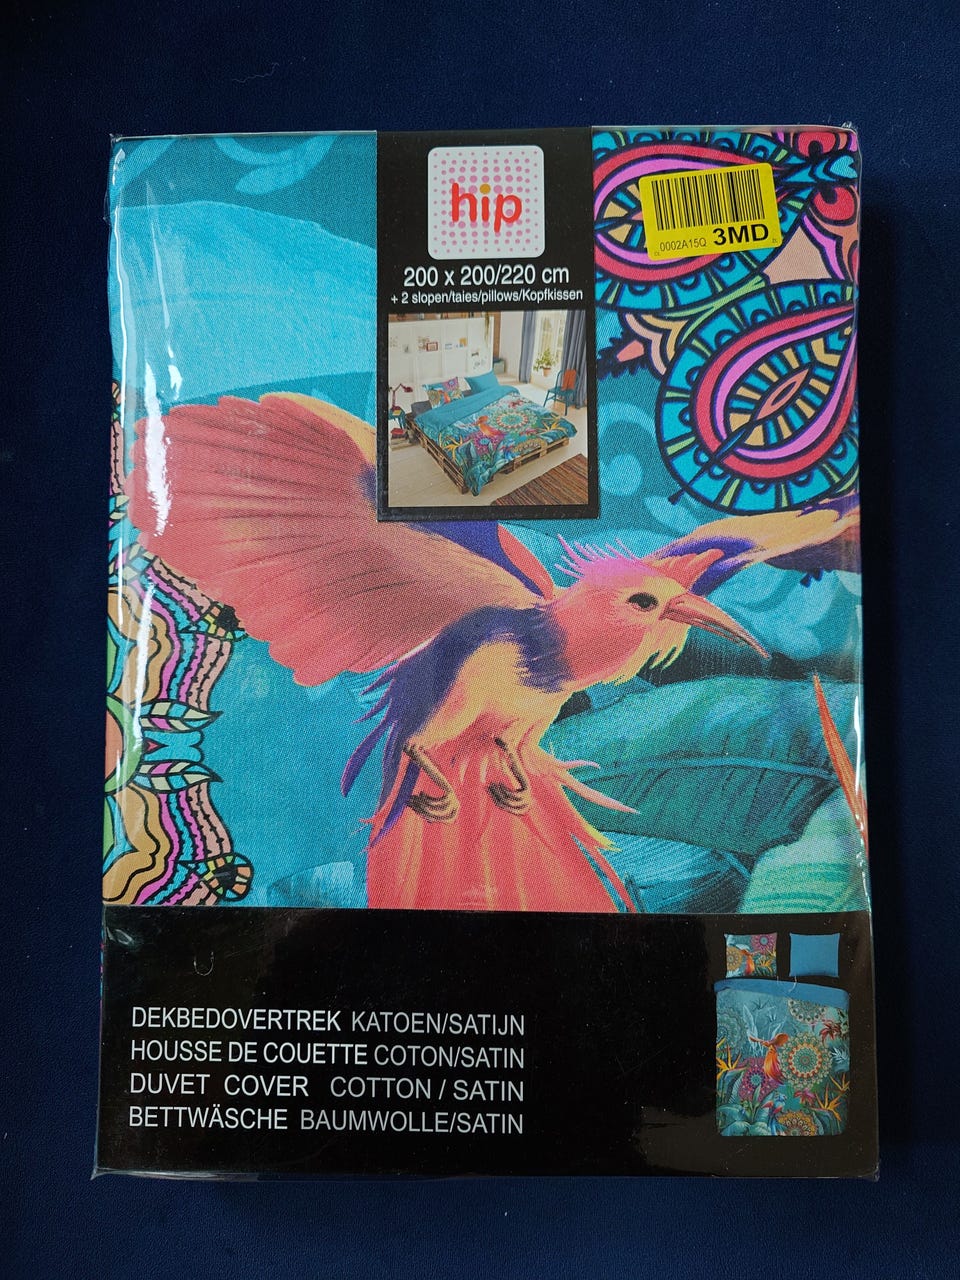 hip
200 x 200/220 cm
+ 2 slopen/taies/pillows/Kopfkissen
0002A15Q 3MD
DEKBEDOVERTREK KATOEN/SATIJN
HOUSSE DE COUETTE COTON/SATIN
DUVET COVER COTTON / SATIN
BETTWÄSCHE BAUMWOLLE/SATIN